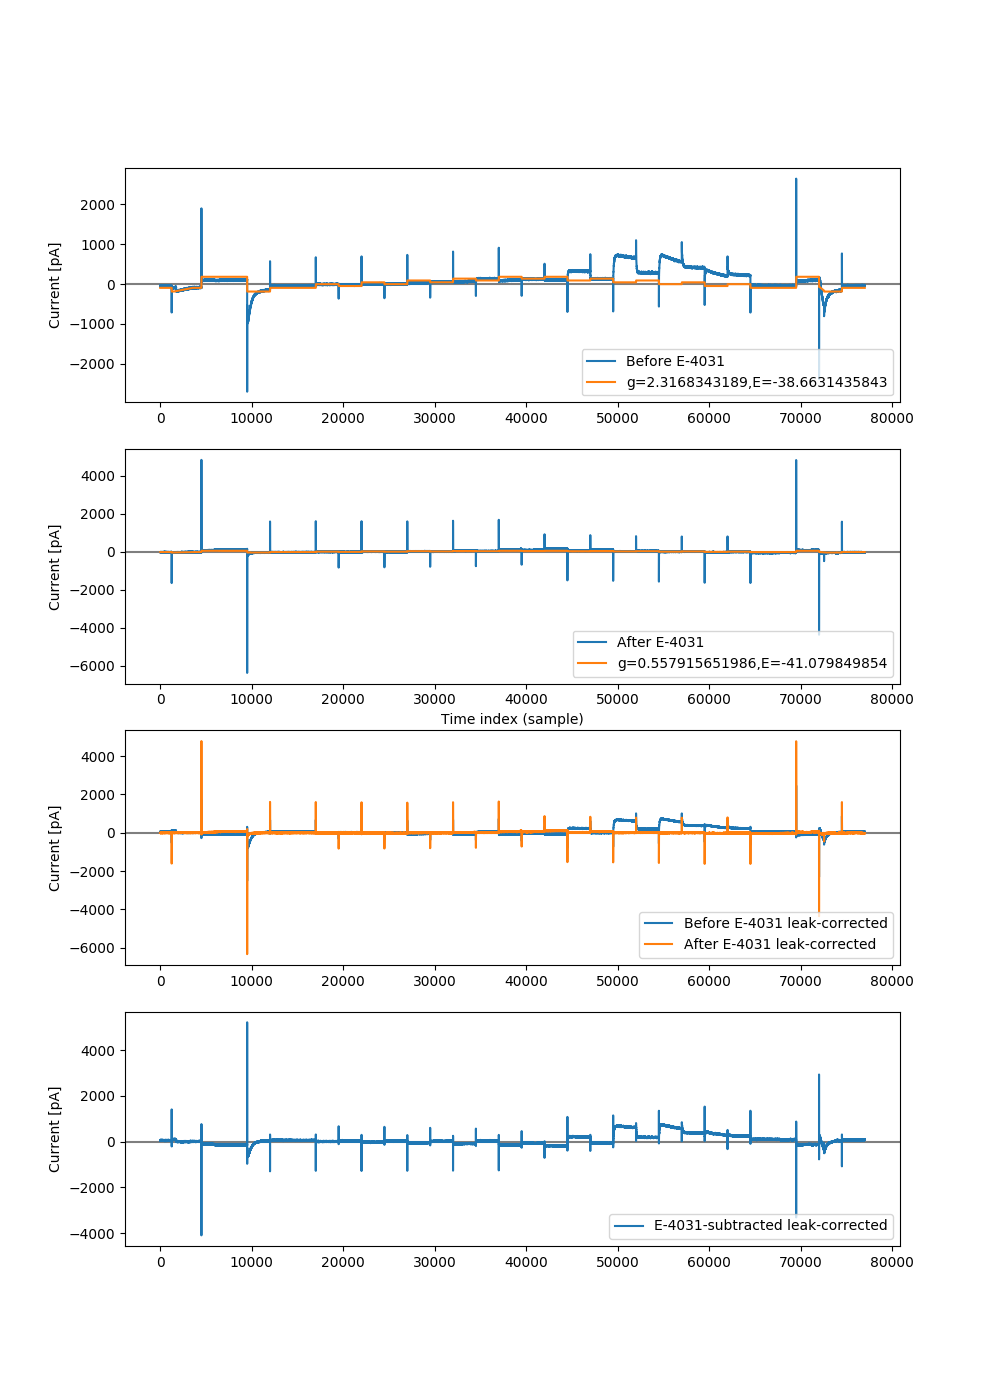 2000
1000
0
−1000
−2000
Current [pA]
Before E-4031
g=2.3168343189,E=-38.6631435843
0 10000 20000 30000 40000 50000 60000 70000 80000
4000
2000
0
−2000
−4000
−6000
Current [pA]
After E-4031
g=0.557915651986,E=-41.079849854
0 10000 20000 30000 40000 50000 60000 70000 80000
Time index (sample)
4000
2000
0
−2000
−4000
−6000
Current [pA]
Before E-4031 leak-corrected
After E-4031 leak-corrected
0 10000 20000 30000 40000 50000 60000 70000 80000
4000
2000
0
−2000
−4000
Current [pA]
E-4031-subtracted leak-corrected
0 10000 20000 30000 40000 50000 60000 70000 80000